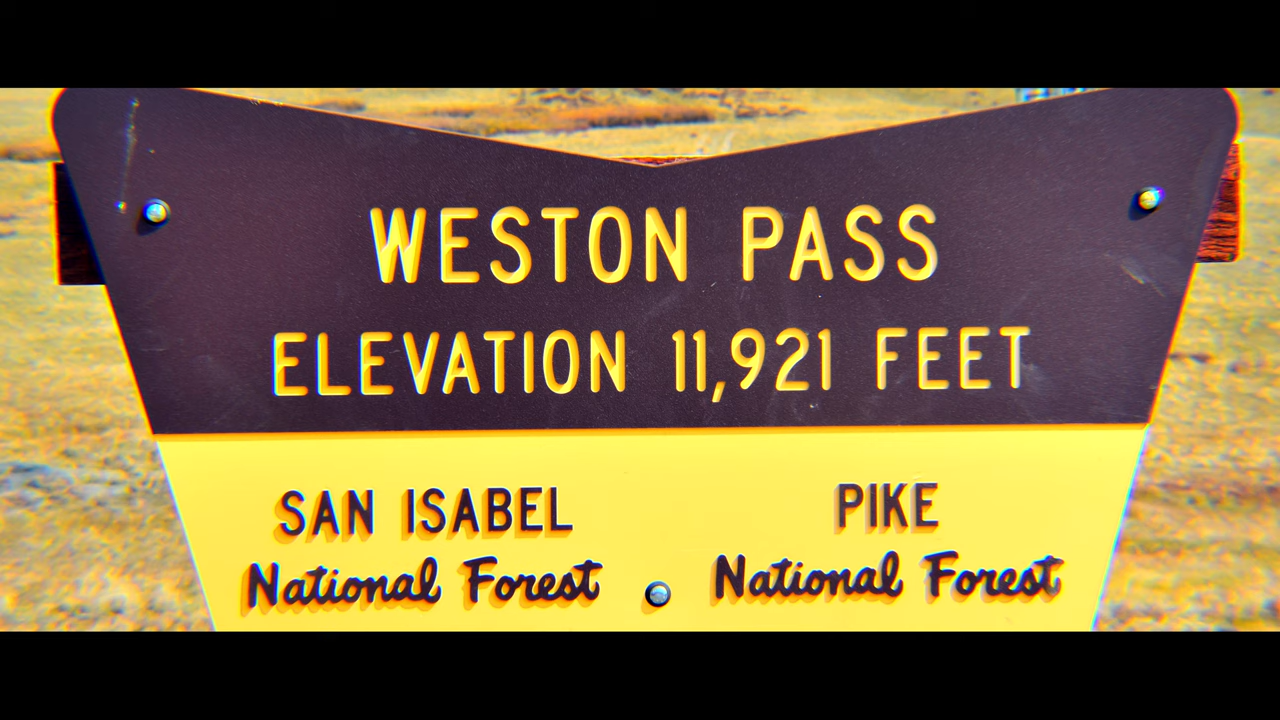 WESTON PASS
ELEVATION 11,921 FEET
SAN ISABEL
National Forest
PIKE
National Forest